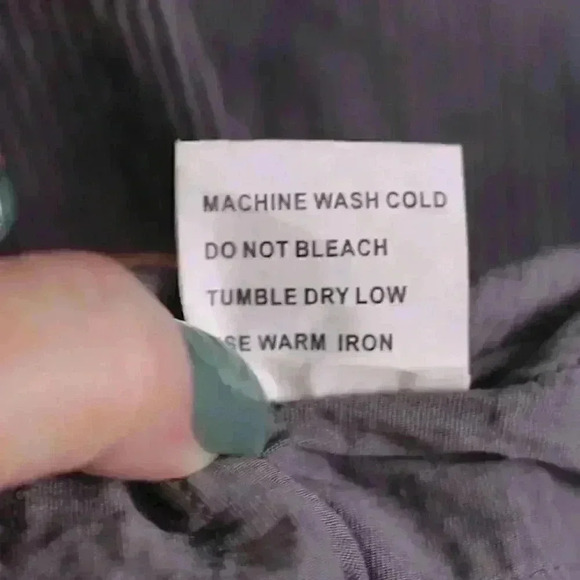 MACHINE WASH COLD
DO NOT BLEACH
TUMBLE DRY LOW
SE WARM IRON